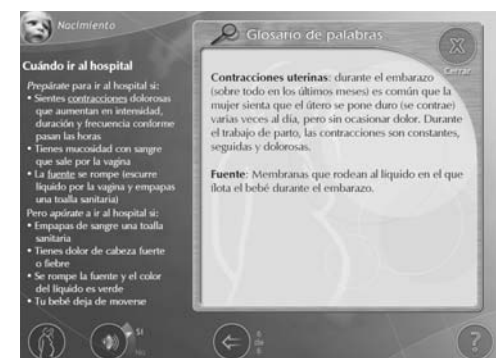 Nacimiento
Cuándo ir al hospital
Prepárate para ir al hospital si:
• Sientes contracciones dolorosas
que aumentan en intensidad,
duración y frecuencia conforme
pasan las horas
• Tienes mucosidad con sangre
que sale por la vagina
• La fuente se rompe (escurre
líquido por la vagina y empapas
una toalla sanitaria)
Pero apúrate a ir al hospital si:
• Empapas de sangre una toalla
sanitaria
• Tienes dolor de cabeza fuerte
o fiebre
• Se rompe la fuente y el color
del líquido es verde
• Tu bebé deja de moverse
Glosario de palabras
X
Cerrar
Contracciones uterinas: durante el embarazo
(sobre todo en los últimos meses) es común que la
mujer sienta que el útero se pone duro (se contrae)
varias veces al día, pero sin ocasionar dolor. Durante
el trabajo de parto, las contracciones son constantes,
seguidas y dolorosas.
Fuente: Membranas que rodean al líquido en el que
flota el bebé durante el embarazo.
Si
No
6
de
6
?